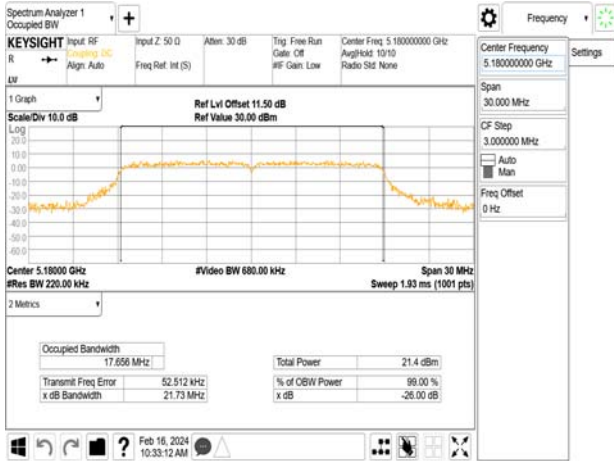 Spectrum Analyzer 1
Occupied BW
Frequency
KEYSIGHT
R
Input: RF
Coupling: DC
Align: Auto
Input Z: 50 Ω
Freq Ref: Int (S)
Atten: 30 dB
Trig: Free Run
Gate: Off
#IF Gain: Low
Center Freq: 5.180000000 GHz
Avg|Hold: 10/10
Radio Std: None
Center Frequency
5.180000000 GHz
Settings
Span
30.000 MHz
CF Step
3.000000 MHz
Auto
Man
Freq Offset
0 Hz
1 Graph
Scale/Div 10.0 dB
Ref Lvl Offset 11.50 dB
Ref Value 30.00 dBm
Log
20.0
10.0
0.00
-10.0
-20.0
-30.0
-40.0
-50.0
-60.0
Center 5.18000 GHz
#Res BW 220.00 kHz
#Video BW 680.00 kHz
Span 30 MHz
Sweep 1.93 ms (1001 pts)
2 Metrics
Occupied Bandwidth
17.656 MHz
Total Power 21.4 dBm
Transmit Freq Error 52.512 kHz
% of OBW Power 99.00 %
x dB Bandwidth 21.73 MHz
x dB -26.00 dB
?
Feb 16, 2024
10:33:12 AM